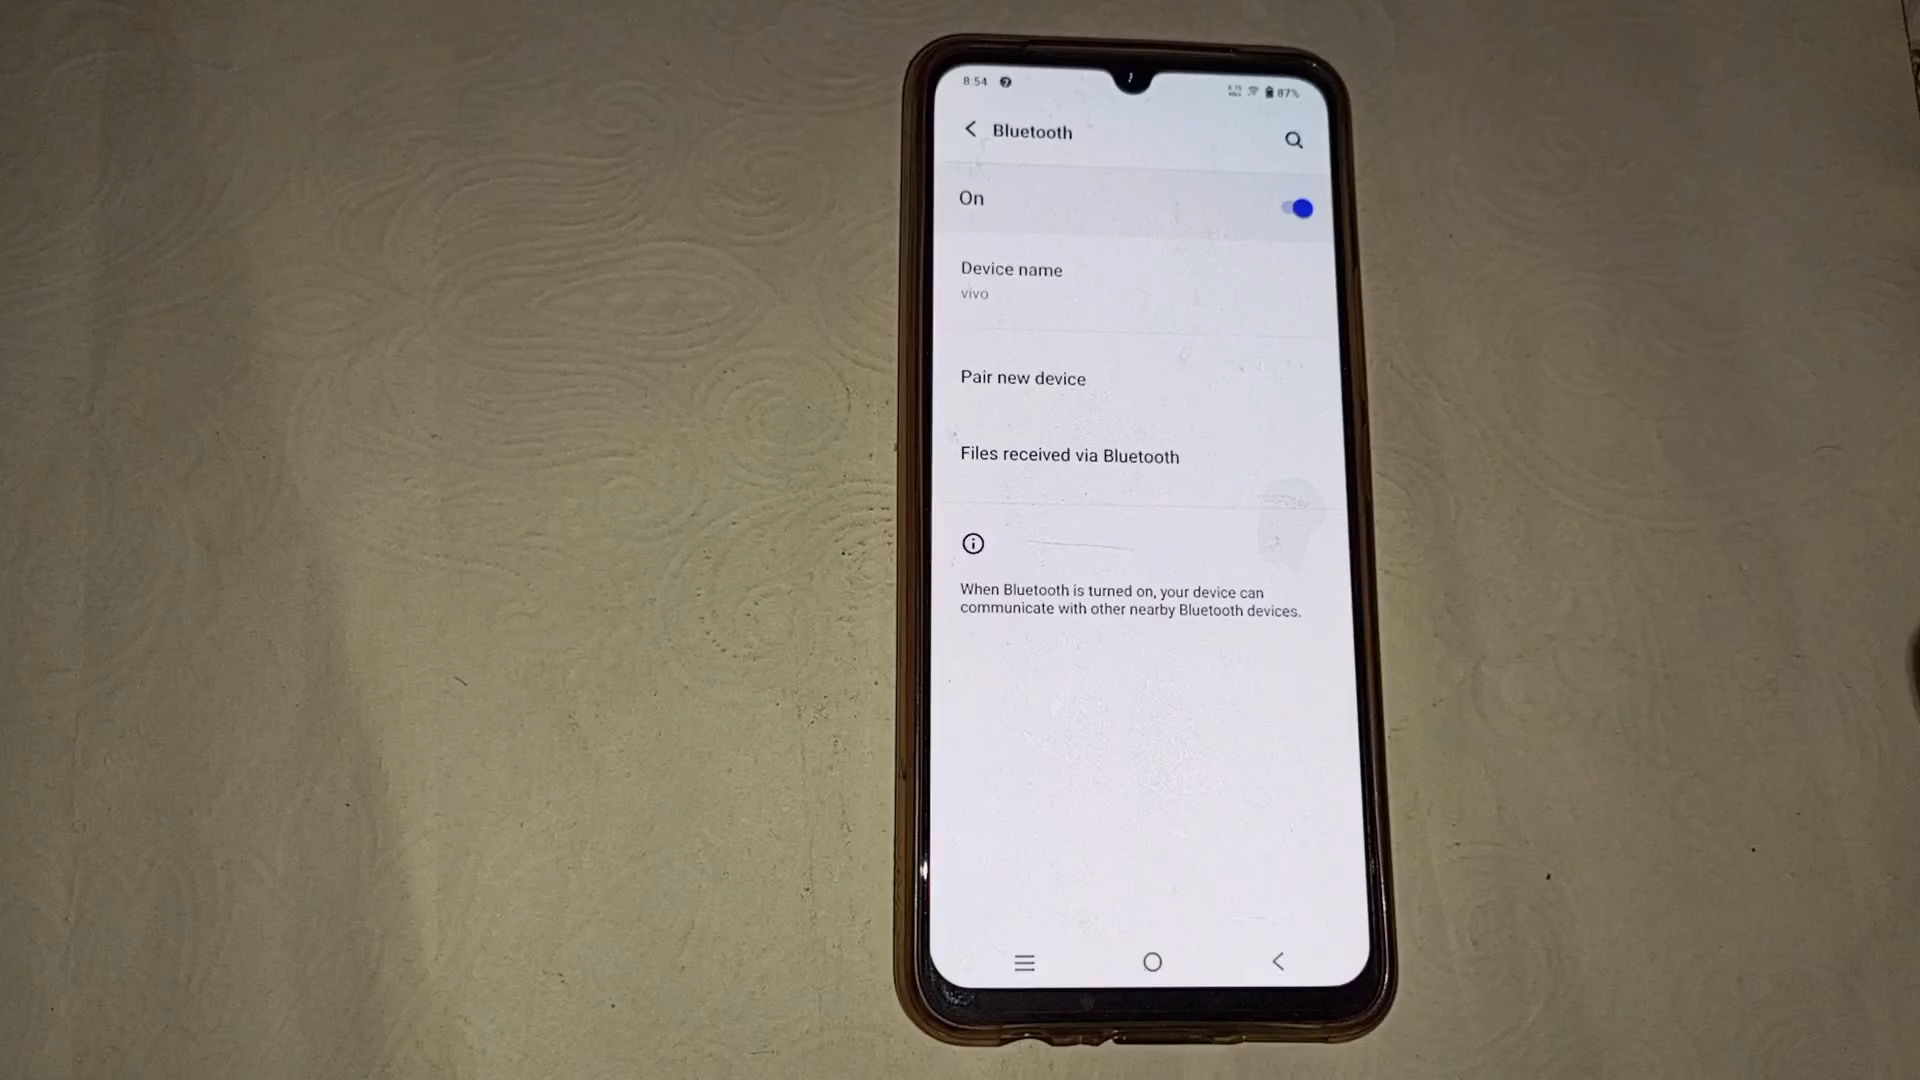 8:54
87%
Bluetooth
On
Device name
vivo
Pair new device
Files received via Bluetooth
When Bluetooth is turned on, your device can
communicate with other nearby Bluetooth devices.